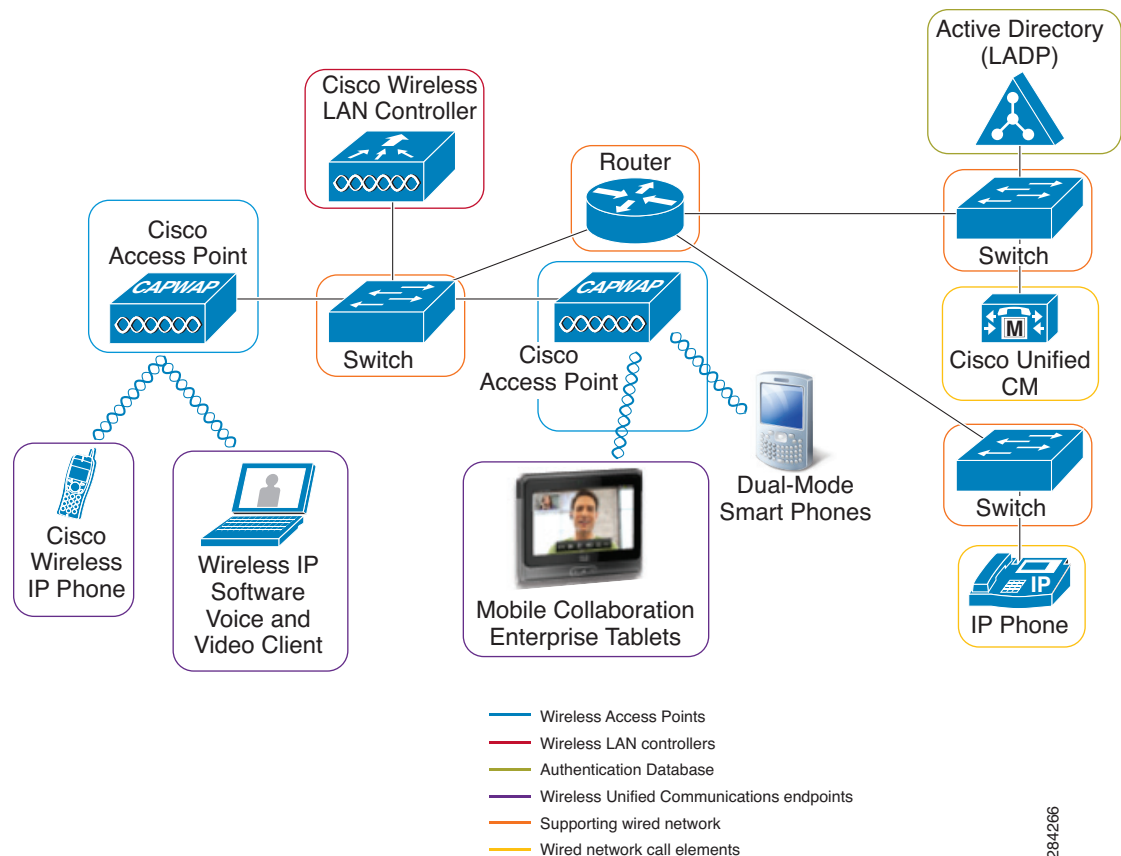 Active Directory
(LADP)
Cisco Wireless
LAN Controller
Router
Cisco
Access Point
CAPWAP
Switch
CAPWAP
Cisco
Access Point
Switch
M
Cisco Unified
CM
Cisco
Wireless
IP Phone
Wireless IP
Software
Voice and
Video Client
Mobile Collaboration
Enterprise Tablets
Dual-Mode
Smart Phones
Switch
IP
IP Phone
Wireless Access Points
Wireless LAN controllers
Authentication Database
Wireless Unified Communications endpoints
Supporting wired network
Wired network call elements
284266